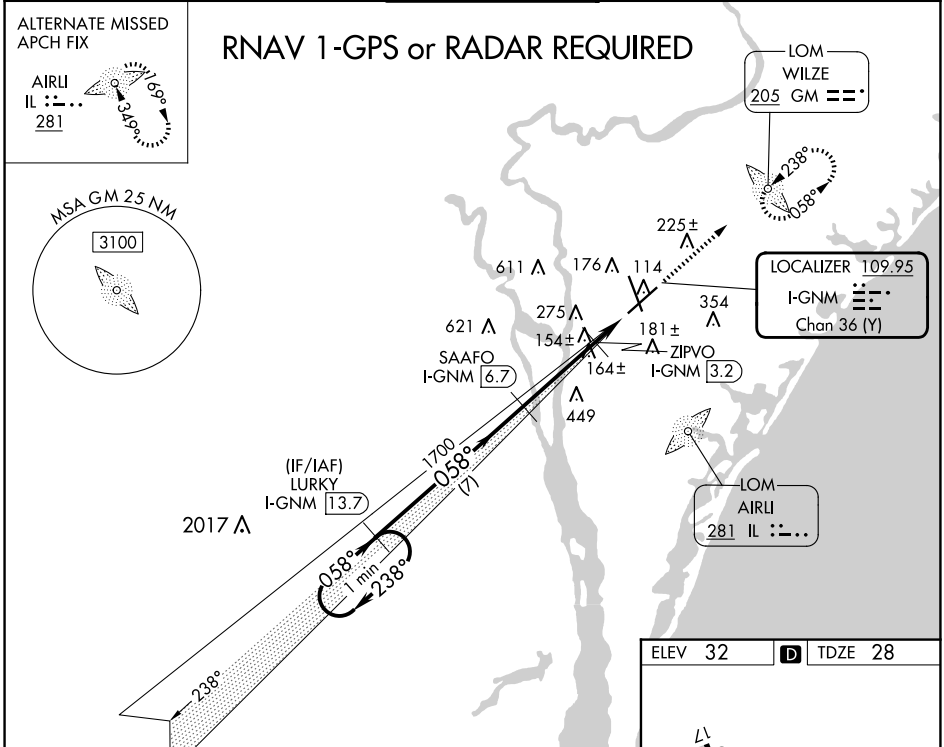 ALTERNATE MISSED
APCH FIX
AIRLI
IL
281
169°
349°
RNAV 1-GPS or RADAR REQUIRED
LOM
WILZE
205 GM
238°
058°
MSA GM 25 NM
3100
225±
611
176
114
LOCALIZER 109.95
I-GNM
Chan 36 (Y)
354
275
621
154±
181±
SAAFO
I-GNM 6.7
ZIPVO
I-GNM 3.2
164±
449
1700
058°
(7)
(IF/IAF)
LURKY
I-GNM 13.7
2017
LOM
AIRLI
281 IL
058°
1 min
238°
238°
ELEV 32
D
TDZE 28
17